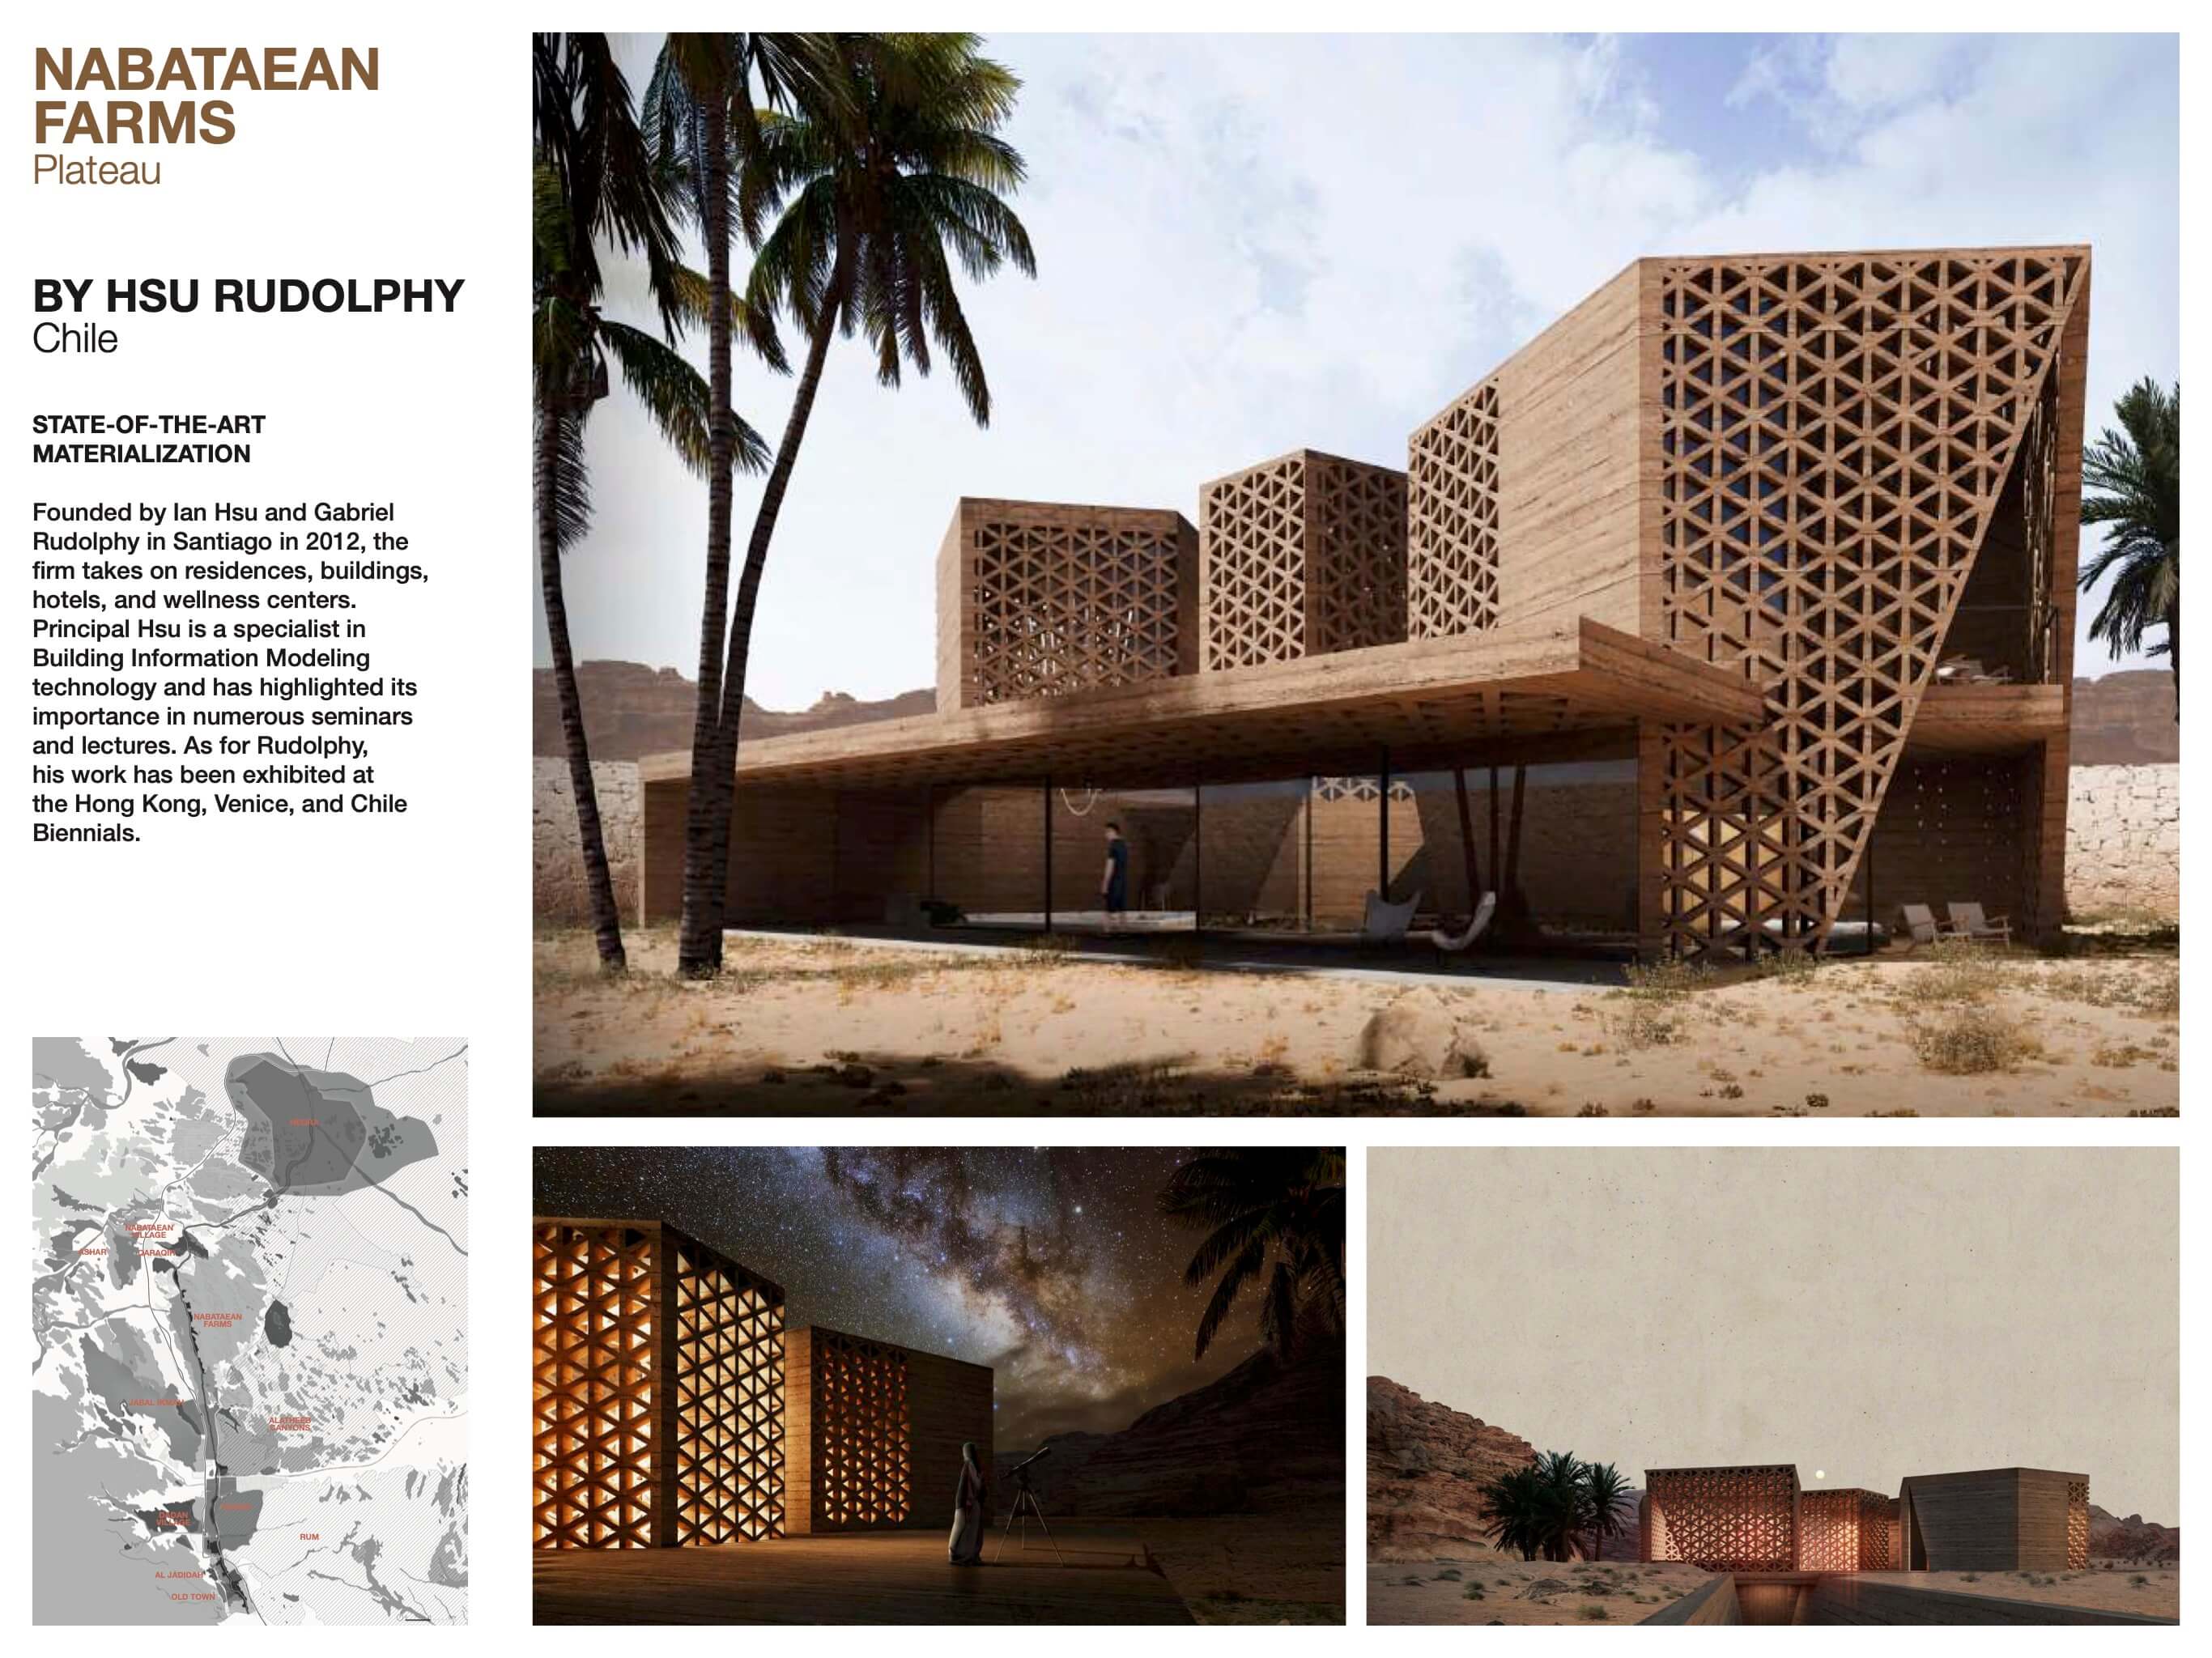 NABATAEAN
FARMS
Plateau
BY HSU RUDOLPHY
Chile
STATE-OF-THE-ART
MATERIALIZATION
Founded by Ian Hsu and Gabriel
Rudolphy in Santiago in 2012, the
firm takes on residences, buildings,
hotels, and wellness centers.
Principal Hsu is a specialist in
Building Information Modeling
technology and has highlighted its
importance in numerous seminars
and lectures. As for Rudolphy,
his work has been exhibited at
the Hong Kong, Venice, and Chile
Biennials.
NABATAEAN
VILLAGE
ASHAR
QARAQIR
NABATAEAN
FARMS
CANYONS
DADAN
RUM
AL JADIDAH
OLD TOWN